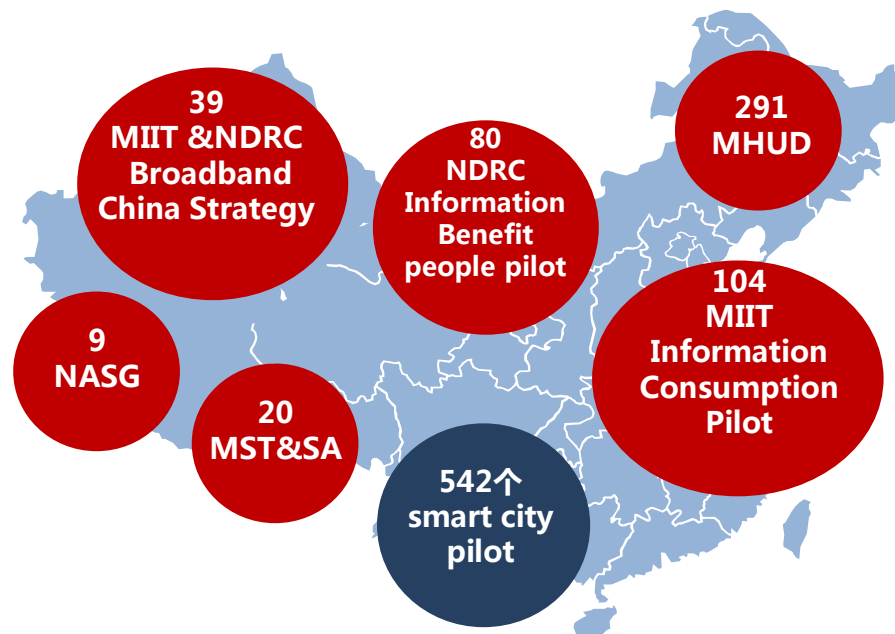 39
MIIT &NDRC
Broadband
China Strategy
80
NDRC
Information
Benefit
people pilot
291
MHUD
104
MIIT
Information
Consumption
Pilot
9
NASG
20
MST&SA
542个
smart city
pilot